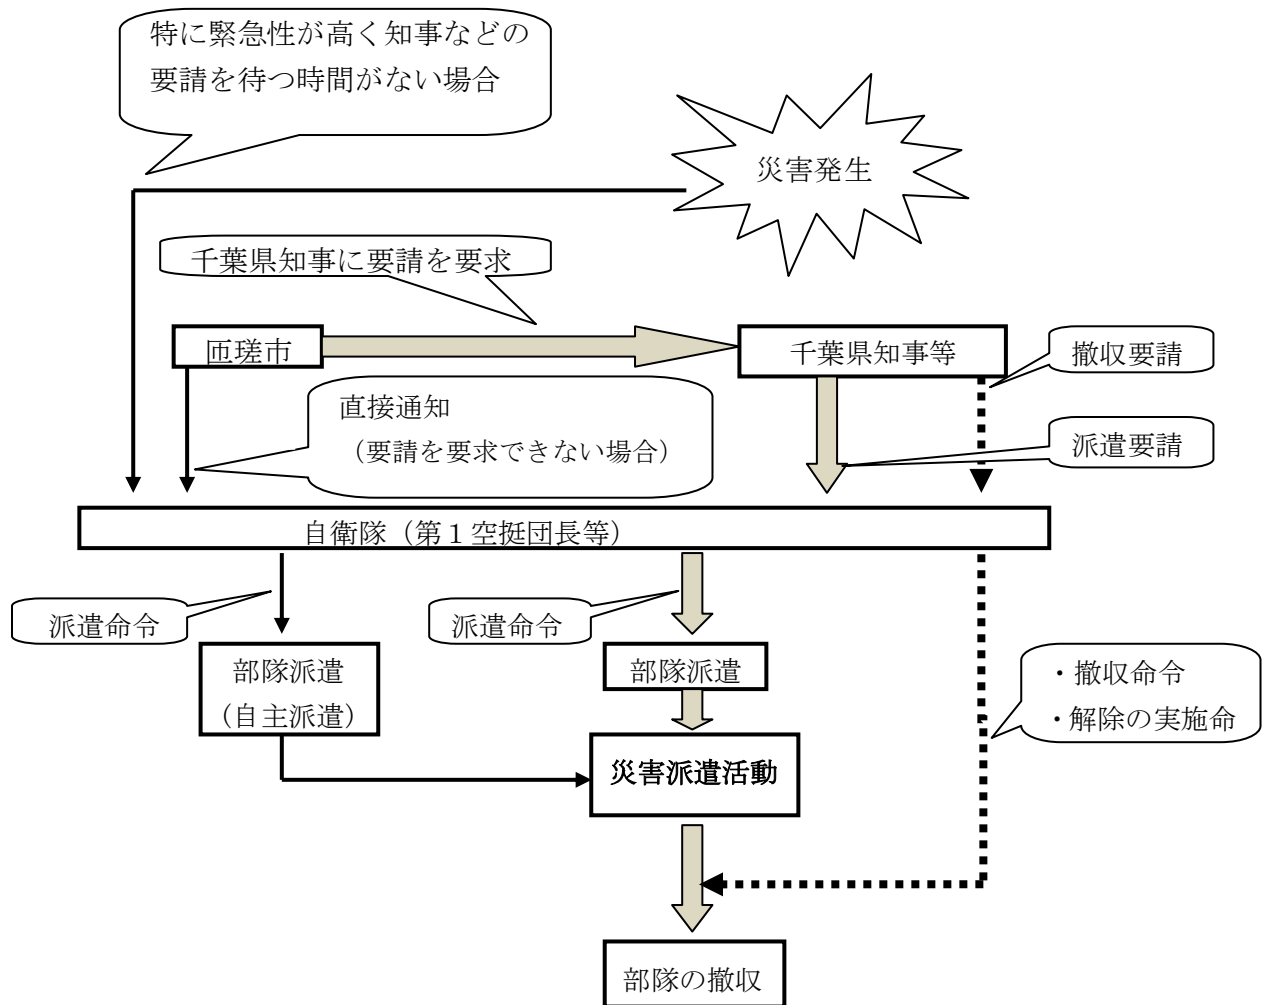 特に緊急性が高く知事などの
要請を待つ時間がない場合
災害発生
千葉県知事に要請を要求
匝瑳市
千葉県知事等
撤収要請
直接通知
（要請を要求できない場合）
派遣要請
自衛隊（第１空挺団長等）
派遣命令
派遣命令
部隊派遣
（自主派遣）
部隊派遣
・撤収命令
・解除の実施命
災害派遣活動
部隊の撤収